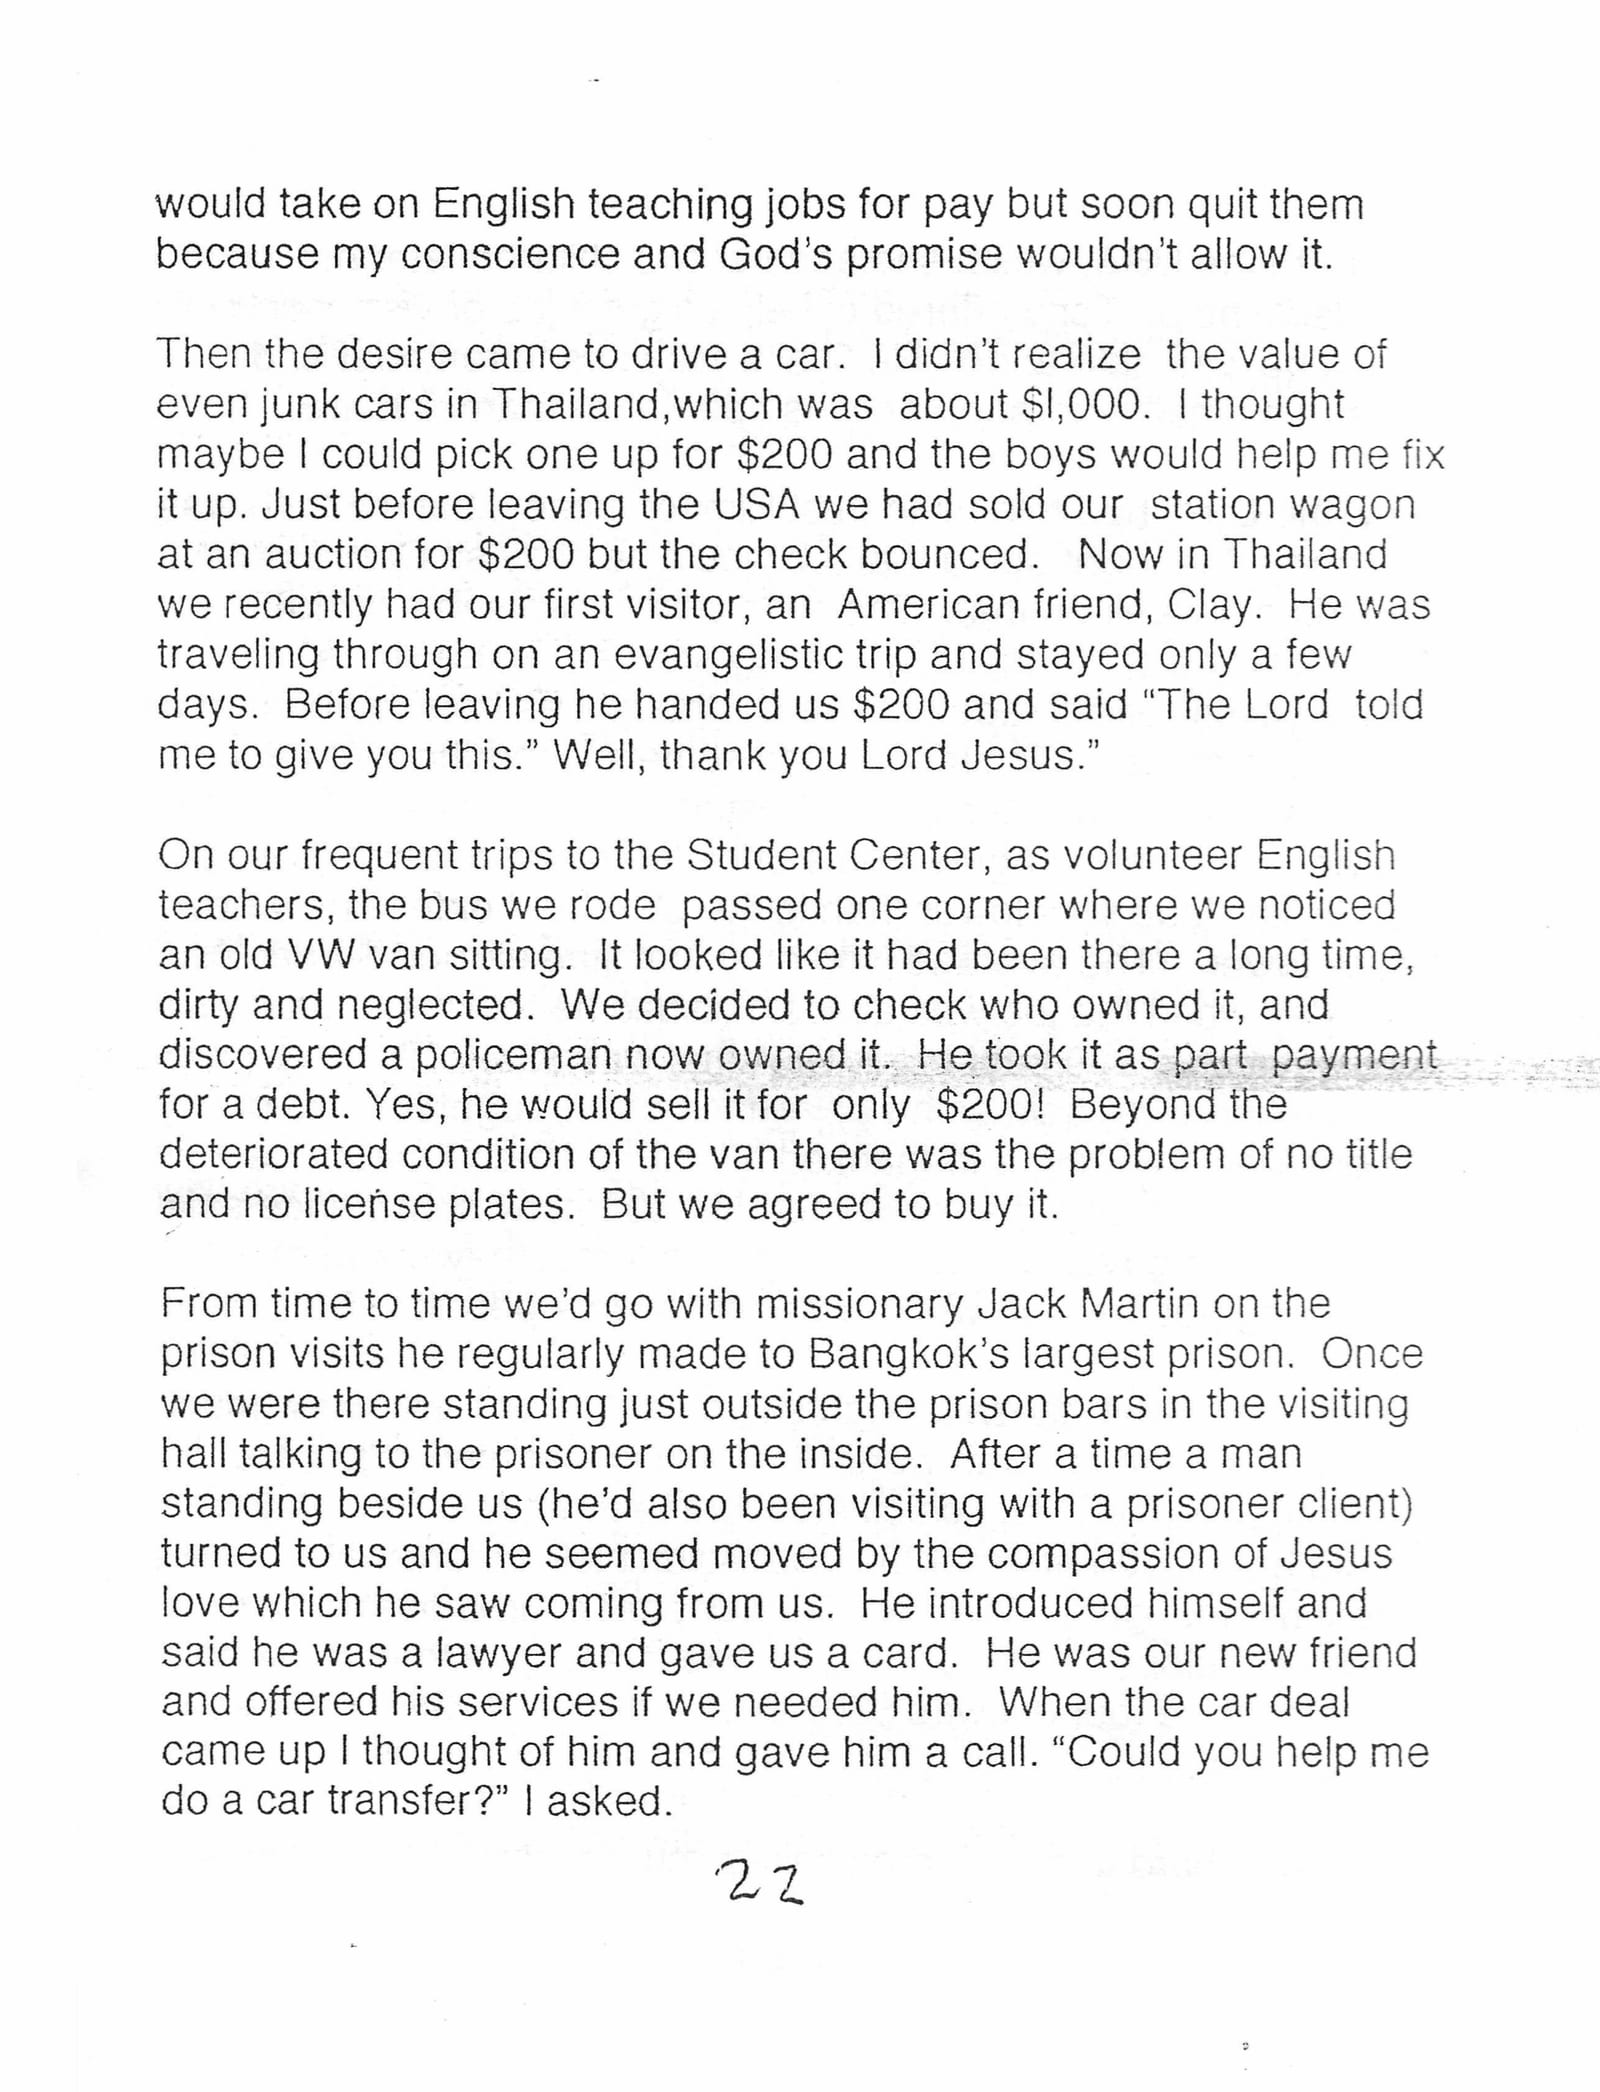 would take on English teaching jobs for pay but soon quit them
because my conscience and God's promise wouldn't allow it.
Then the desire came to drive a car.  I didn't realize  the value of
even junk cars in Thailand,which was  about $l,000.  I thought
maybe I could pick one up for $200 and the boys would help me fix
it up. Just before leaving the USA we had sold our  station wagon
at an auction for $200 but the check bounced.   Now in Thailand
we recently had our first visitor, an  American friend, Clay.  He was
traveling through on an evangelistic trip and stayed only a few
days.  Before leaving he handed us $200 and said “The Lord  told
me to give you this.” Well, thank you Lord Jesus.”
On our frequent trips to the Student Center, as volunteer English
teachers, the bus we rode  passed one corner where we noticed
an old VW van sitting.  It looked like it had been there a long time,
dirty and neglected.  We decided to check who owned it, and
discovered a policeman now owned it.  He took it as part  payment
for a debt. Yes, he would sell it for  only  $200!  Beyond the
deteriorated condition of the van there was the problem of no title
and no license plates.  But we agreed to buy it.
From time to time we'd go with missionary Jack Martin on the
prison visits he regularly made to Bangkok's largest prison.  Once
we were there standing just outside the prison bars in the visiting
hall talking to the prisoner on the inside.  After a time a man
standing beside us (he'd also been visiting with a prisoner client)
turned to us and he seemed moved by the compassion of Jesus
love which he saw coming from us.  He introduced himself and
said he was a lawyer and gave us a card.  He was our new friend
and offered his services if we needed him.  When the car deal
came up I thought of him and gave him a call. “Could you help me
do a car transfer?” I asked.
22